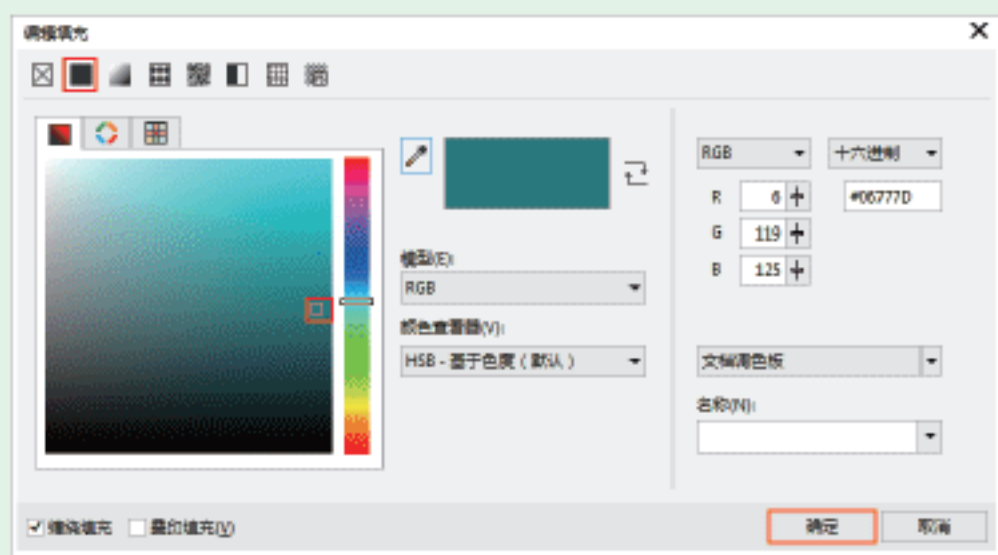 编辑填充
RGB
十六进制
R 6
#06777D
G 119
B 125
模型(E):
RGB
颜色查看器(V):
HSB - 基于色度（默认）
文档调色板
名称(N):
缠绕填充 叠印填充(V)
确定 取消